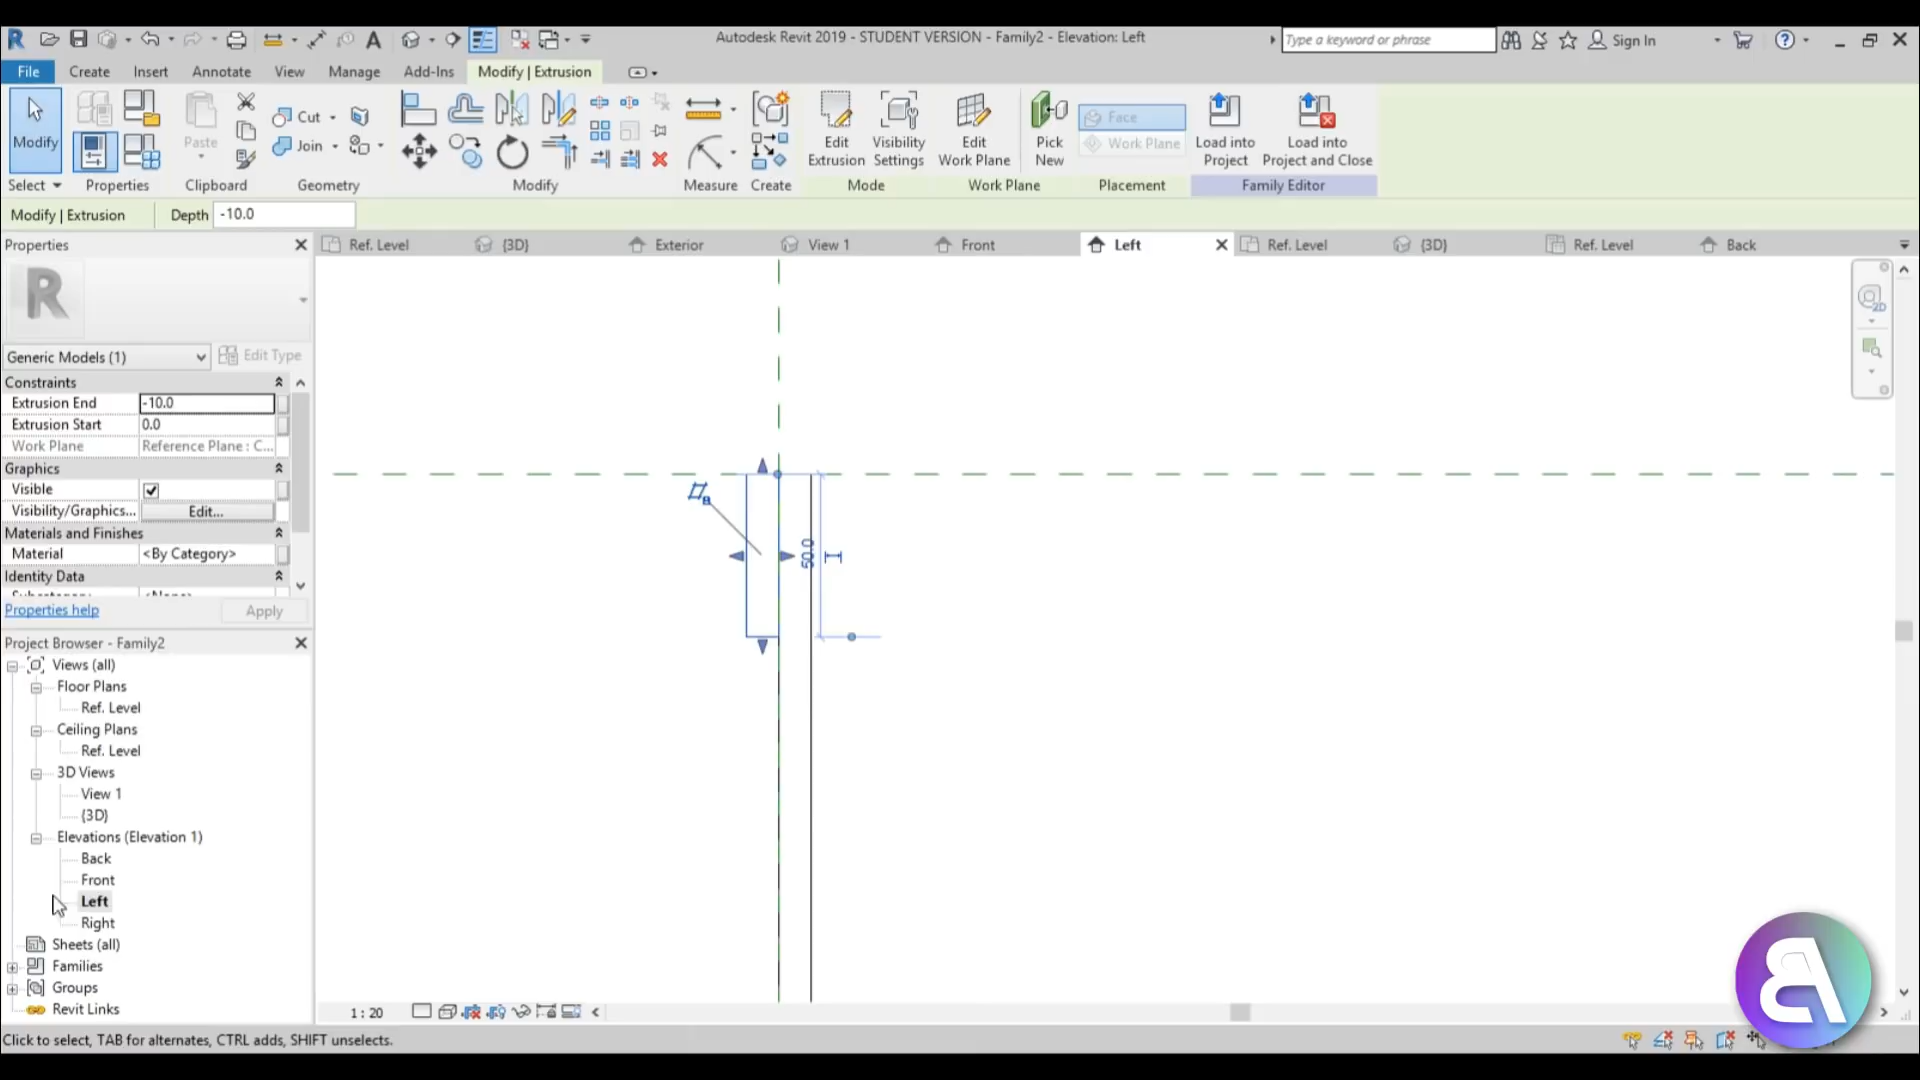 Autodesk Revit 2019 - STUDENT VERSION - Family2 - Elevation: Left
Type a keyword or phrase
Sign In
File Create Insert Annotate View Manage Add-Ins Modify | Extrusion
Modify
Paste
Cut
Join
Edit Extrusion
Visibility Settings
Edit Work Plane
Pick New
Face
Work Plane
Load into Project
Load into Project and Close
Select Properties Clipboard Geometry Modify Measure Create Mode Work Plane Placement Family Editor
Modify | Extrusion Depth -10.0
Properties
Ref. Level {3D} Exterior View 1 Front Left Ref. Level {3D} Ref. Level Back
2D
Generic Models (1) Edit Type
Constraints
Extrusion End -10.0
Extrusion Start 0.0
Work Plane Reference Plane : C...
Graphics
Visible
Visibility/Graphics... Edit...
Materials and Finishes
Material <By Category>
Identity Data
Properties help Apply
50.0
Project Browser - Family2
Views (all)
Floor Plans
Ref. Level
Ceiling Plans
Ref. Level
3D Views
View 1
{3D}
Elevations (Elevation 1)
Back
Front
Left
Right
Sheets (all)
Families
Groups
Revit Links
1 : 20
Click to select, TAB for alternates, CTRL adds, SHIFT unselects.